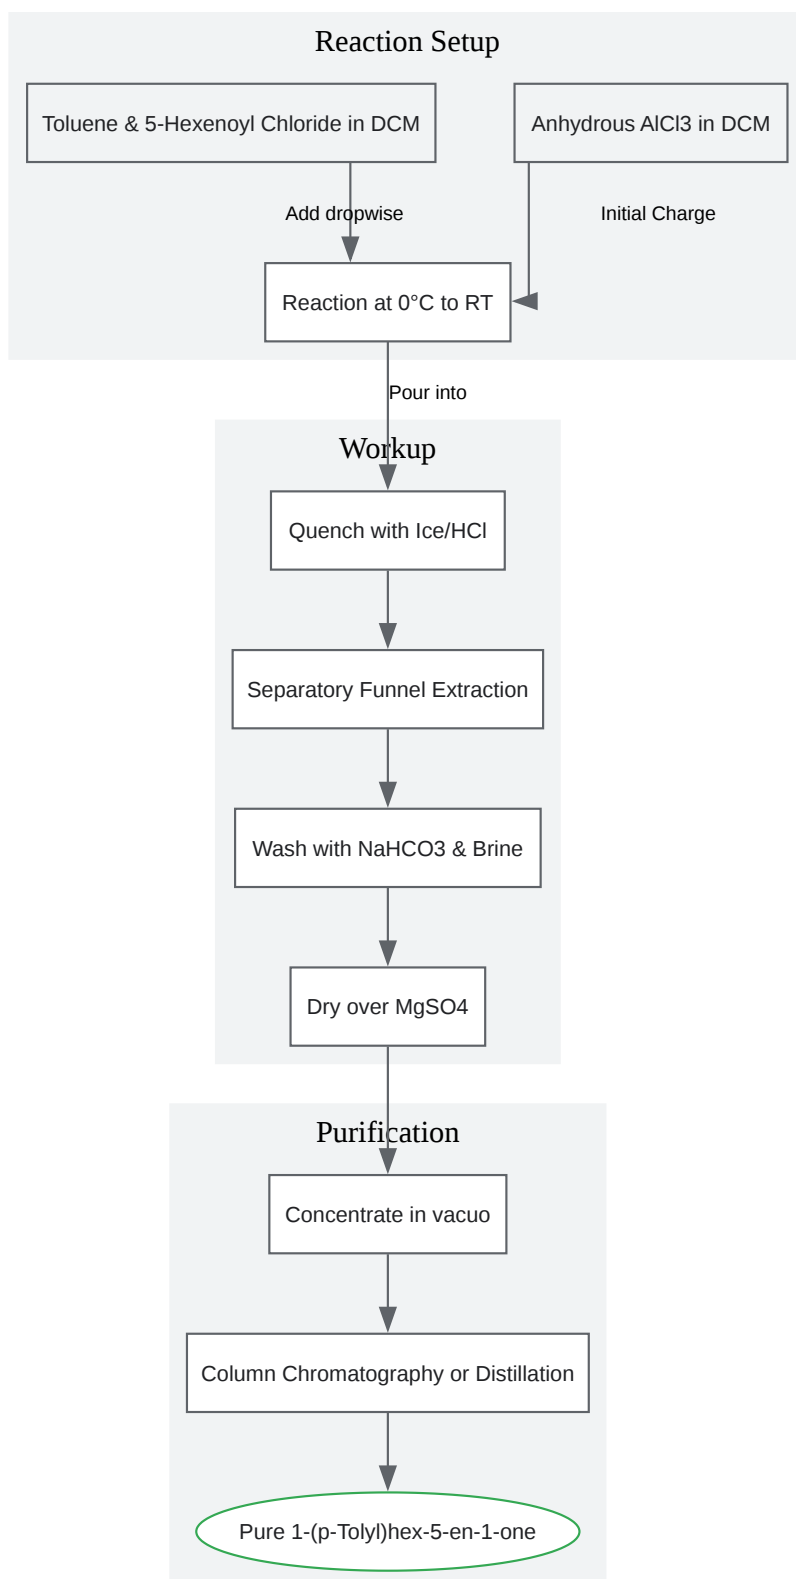 Reaction Setup
Toluene & 5-Hexenoyl Chloride in DCM
Anhydrous AlCl3 in DCM
Add dropwise
Initial Charge
Reaction at 0°C to RT
Pour into
Workup
Quench with Ice/HCl
Separatory Funnel Extraction
Wash with NaHCO3 & Brine
Dry over MgSO4
Purification
Concentrate in vacuo
Column Chromatography or Distillation
Pure 1-(p-Tolyl)hex-5-en-1-one